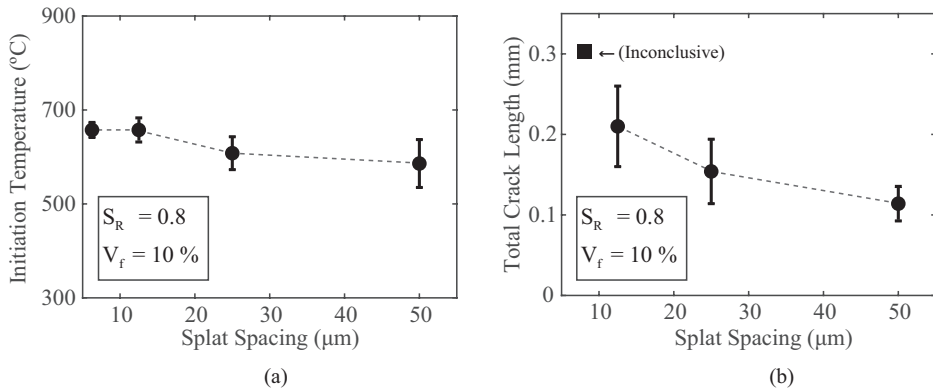 900
700
500
300
Initiation Temperature (ºC)
S_R = 0.8
V_f = 10 %
10 20 30 40 50
Splat Spacing (μm)
(a)
0.3
0.2
0.1
0
Total Crack Length (mm)
← (Inconclusive)
S_R = 0.8
V_f = 10 %
10 20 30 40 50
Splat Spacing (μm)
(b)